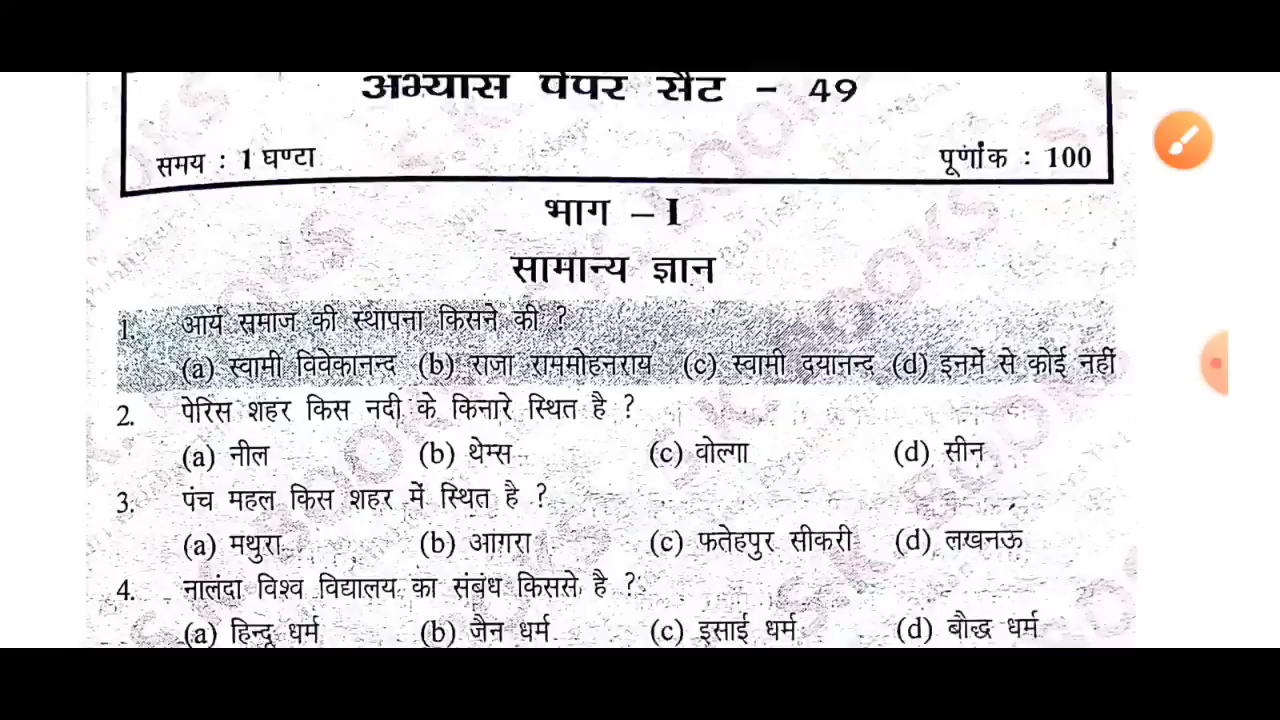 अभ्यास पेपर सैट - 49
समय : 1 घण्टा पूर्णांक : 100
भाग - I
सामान्य ज्ञान
1. आर्य समाज की स्थापना किसने की ?
(a) स्वामी विवेकानन्द (b) राजा राममोहनराय (c) स्वामी दयानन्द (d) इनमें से कोई नहीं
2. पेरिस शहर किस नदी के किनारे स्थित है ?
(a) नील (b) थेम्स (c) वोल्गा (d) सीन
3. पंच महल किस शहर में स्थित है ?
(a) मथुरा (b) आगरा (c) फतेहपुर सीकरी (d) लखनऊ
4. नालंदा विश्व विद्यालय का संबंध किससे है ?
(a) हिन्दू धर्म (b) जैन धर्म (c) इसाई धर्म (d) बौद्ध धर्म